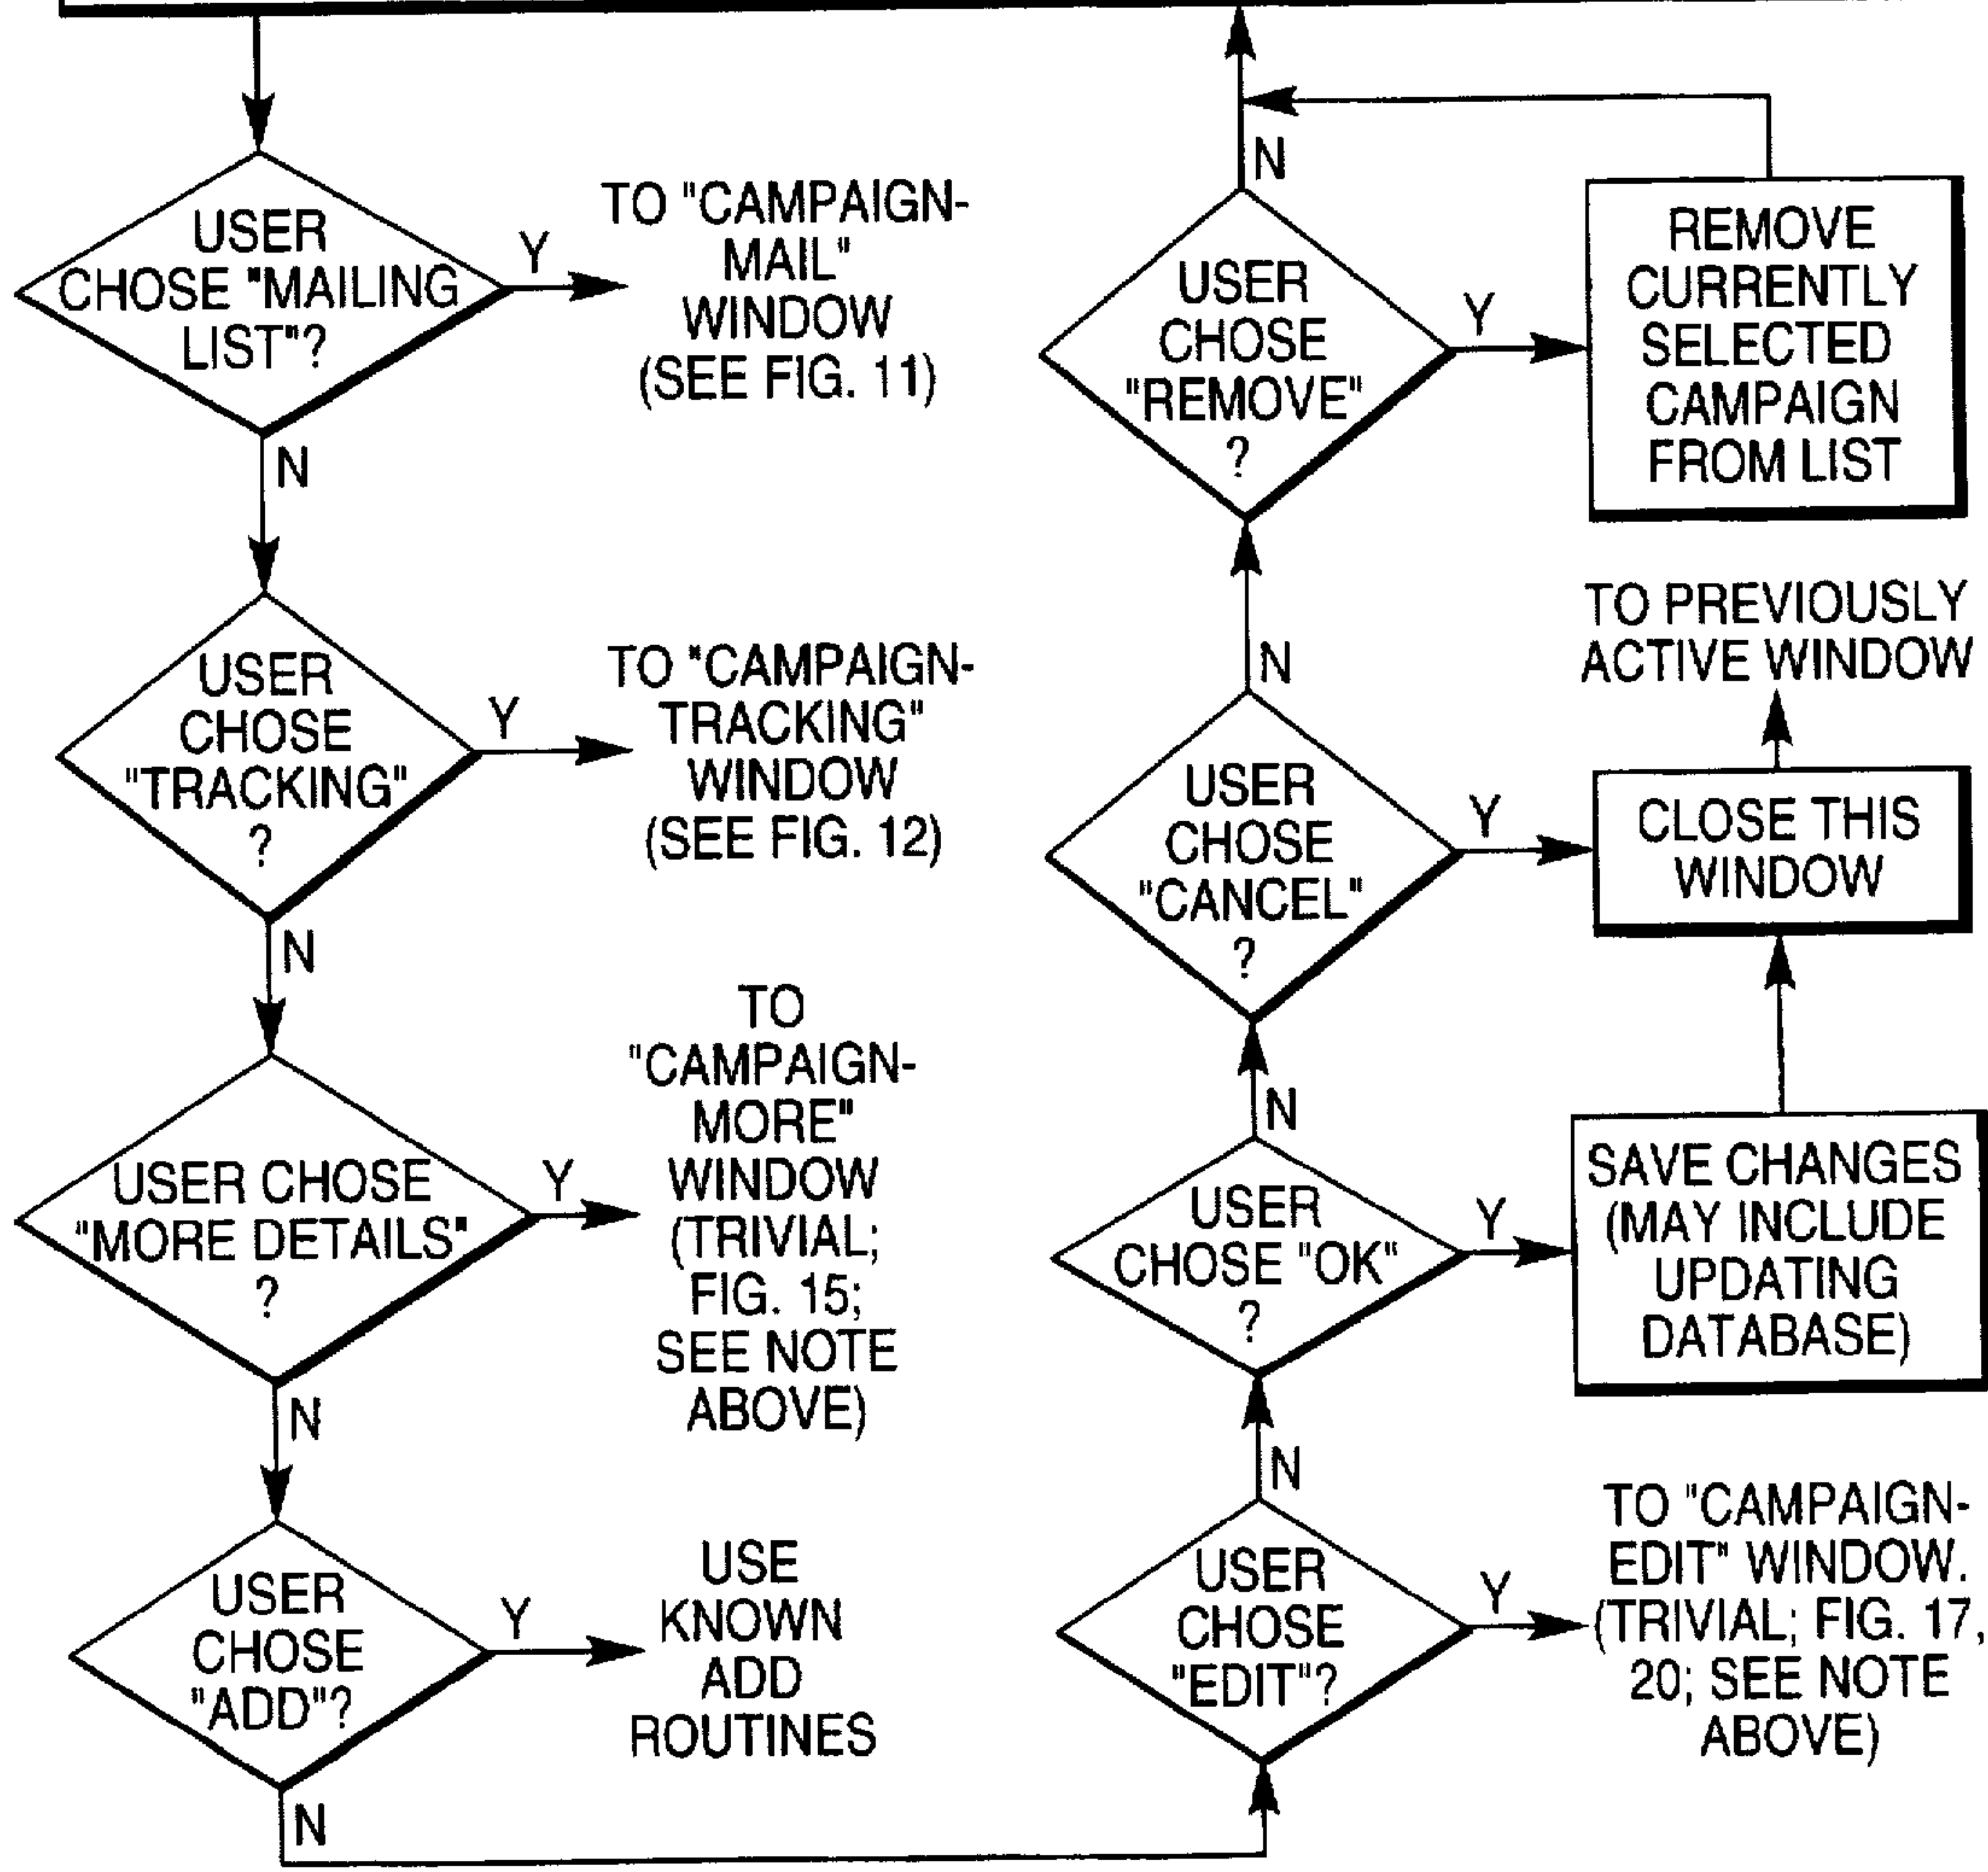 USER
CHOSE "MAILING
LIST"?
Y
TO "CAMPAIGN-
MAIL"
WINDOW
(SEE FIG. 11)
N
USER
CHOSE
"TRACKING"
?
Y
TO "CAMPAIGN-
TRACKING"
WINDOW
(SEE FIG. 12)
N
USER CHOSE
"MORE DETAILS"
?
Y
TO
"CAMPAIGN-
MORE"
WINDOW
(TRIVIAL;
FIG. 15;
SEE NOTE
ABOVE)
N
USER
CHOSE
"ADD"?
Y
USE
KNOWN
ADD
ROUTINES
N
USER
CHOSE
"EDIT"?
Y
TO "CAMPAIGN-
EDIT" WINDOW.
(TRIVIAL; FIG. 17,
20; SEE NOTE
ABOVE)
N
USER
CHOSE "OK"
?
Y
SAVE CHANGES
(MAY INCLUDE
UPDATING
DATABASE)
N
USER
CHOSE
"CANCEL"
?
Y
CLOSE THIS
WINDOW
TO PREVIOUSLY
ACTIVE WINDOW
N
USER
CHOSE
"REMOVE"
?
Y
REMOVE
CURRENTLY
SELECTED
CAMPAIGN
FROM LIST
N